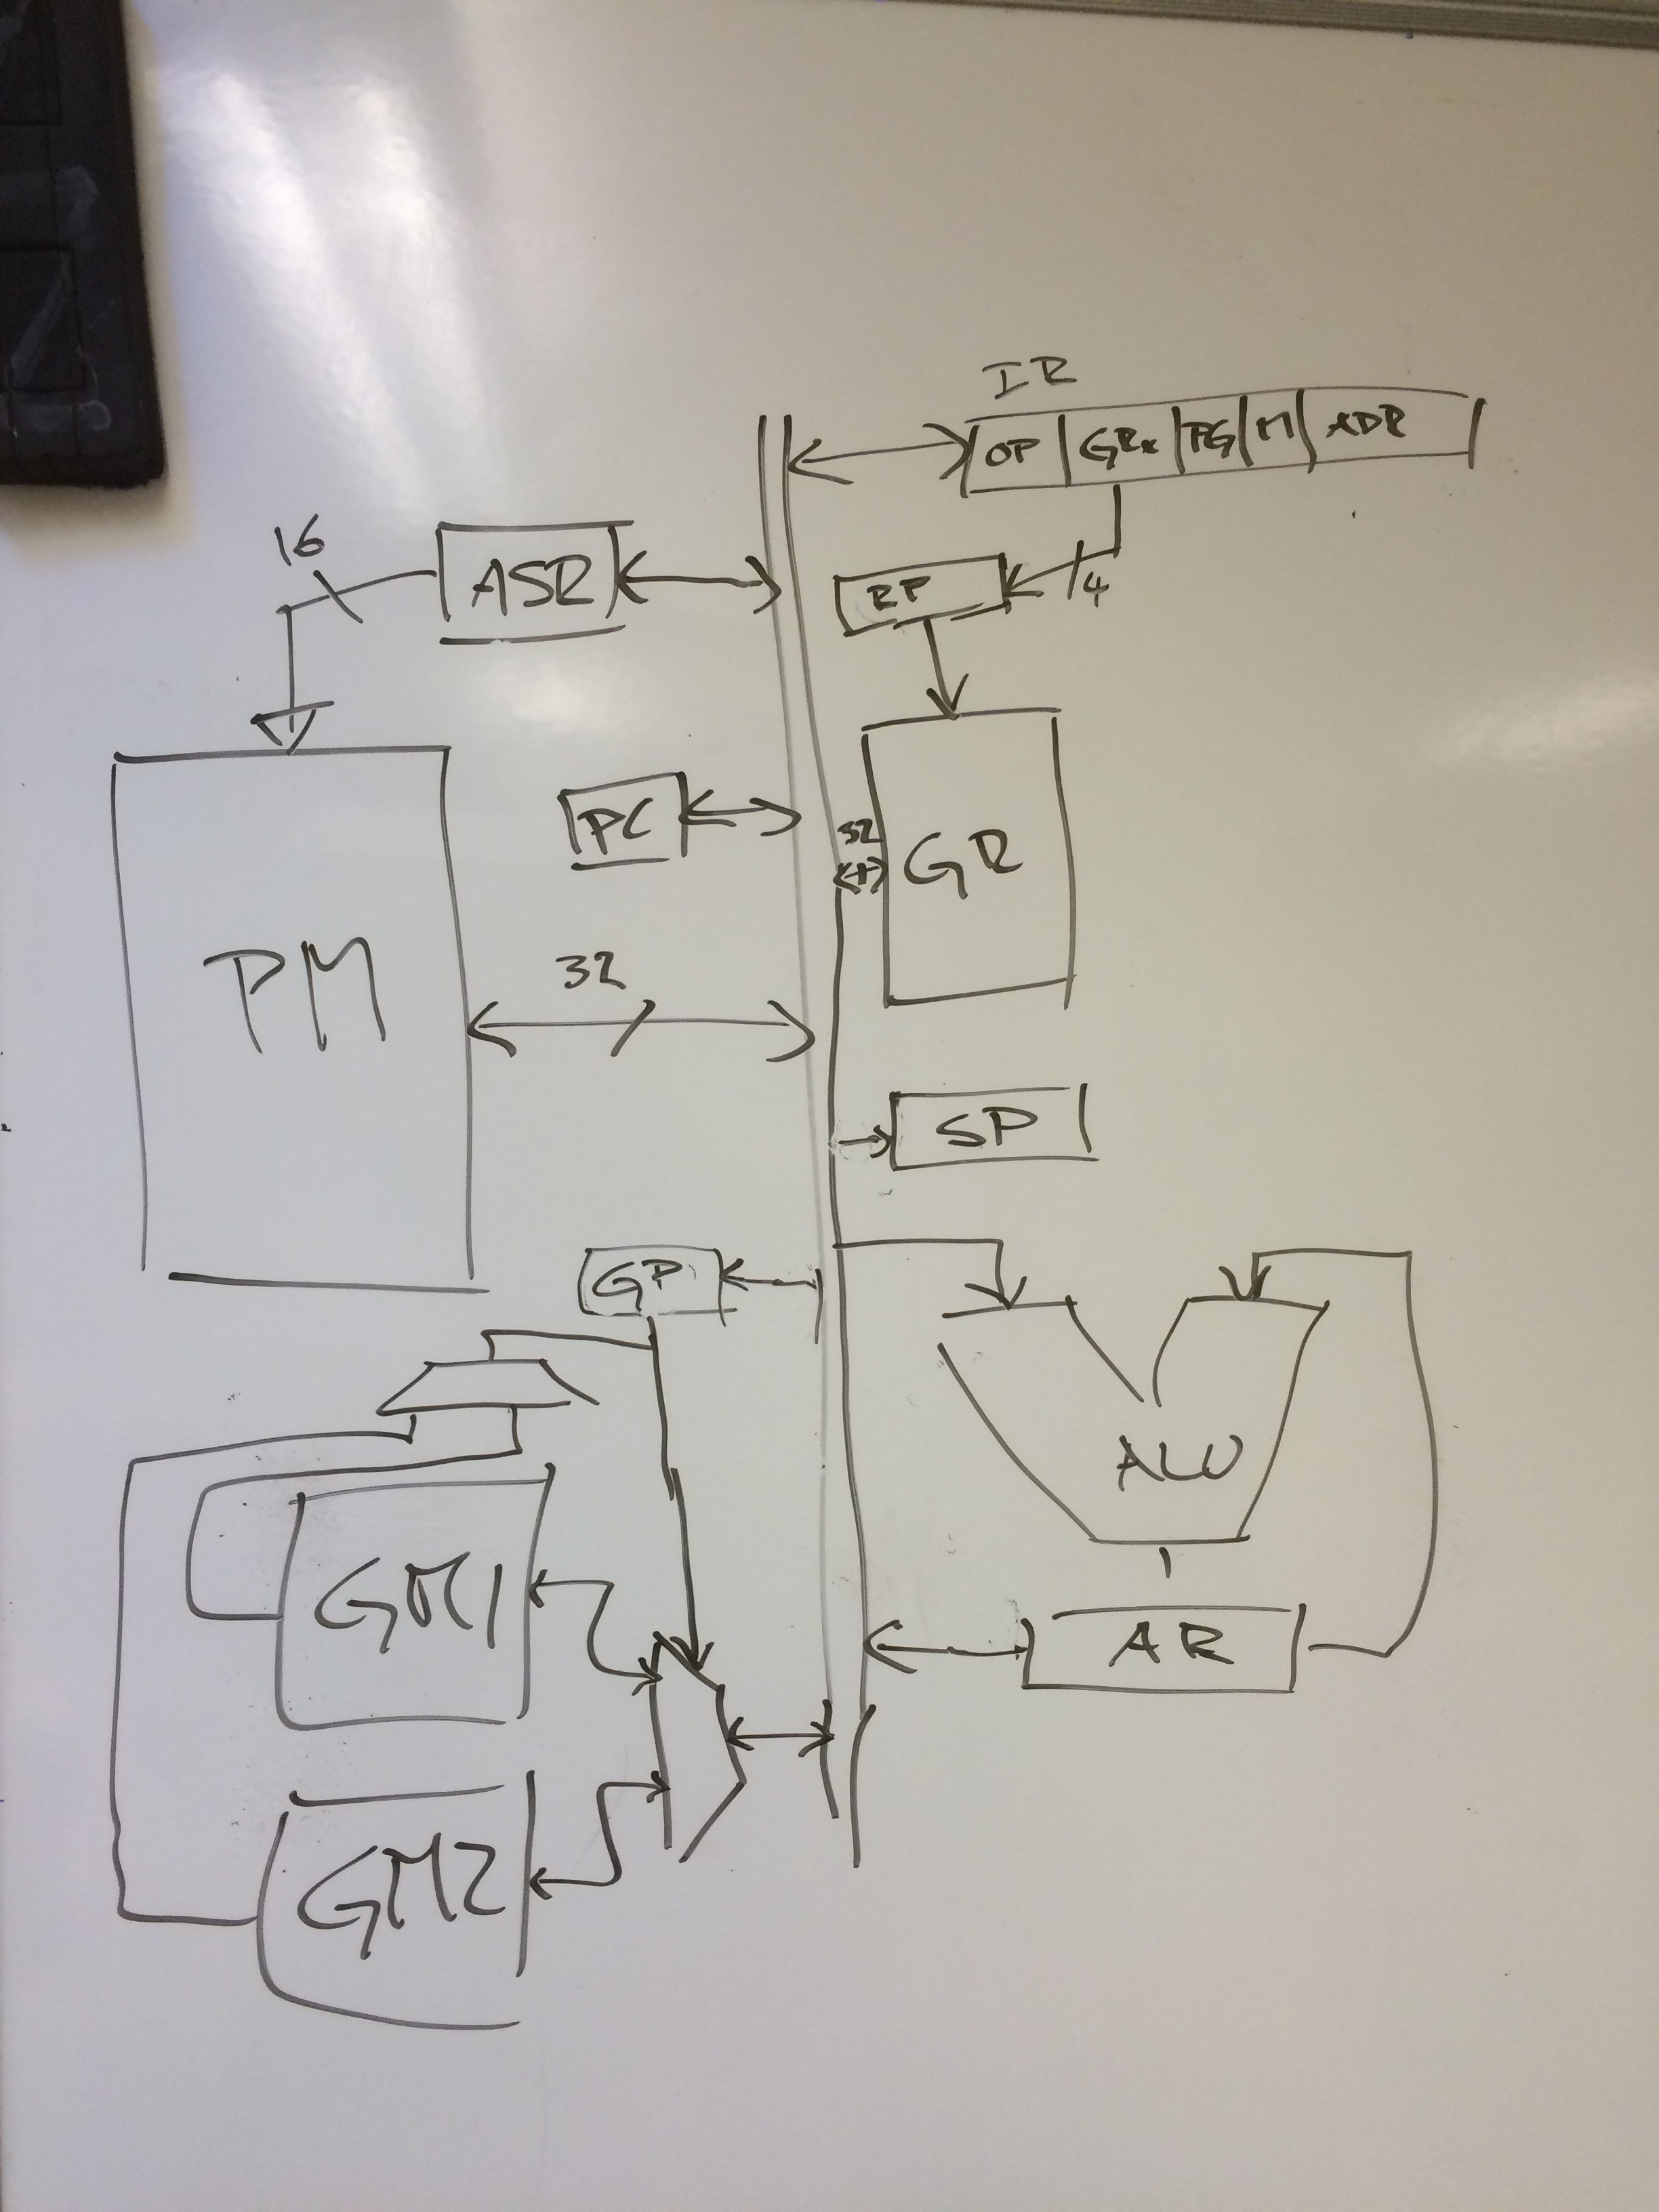 IR
OP GRx PG M ADR
16
ASR
RP
4
PC
32
GR
PM
32
SP
GP
ALU
GM1
AR
GM2